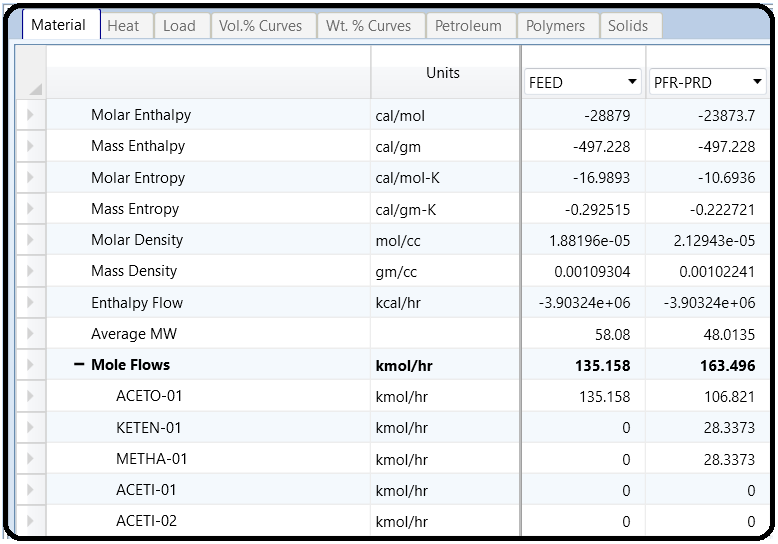 Material Heat Load Vol.% Curves Wt. % Curves Petroleum Polymers Solids
Units FEED PFR-PRD
Molar Enthalpy cal/mol -28879 -23873.7
Mass Enthalpy cal/gm -497.228 -497.228
Molar Entropy cal/mol-K -16.9893 -10.6936
Mass Entropy cal/gm-K -0.292515 -0.222721
Molar Density mol/cc 1.88196e-05 2.12943e-05
Mass Density gm/cc 0.00109304 0.00102241
Enthalpy Flow kcal/hr -3.90324e+06 -3.90324e+06
Average MW 58.08 48.0135
− Mole Flows kmol/hr 135.158 163.496
ACETO-01 kmol/hr 135.158 106.821
KETEN-01 kmol/hr 0 28.3373
METHA-01 kmol/hr 0 28.3373
ACETI-01 kmol/hr 0 0
ACETI-02 kmol/hr 0 0